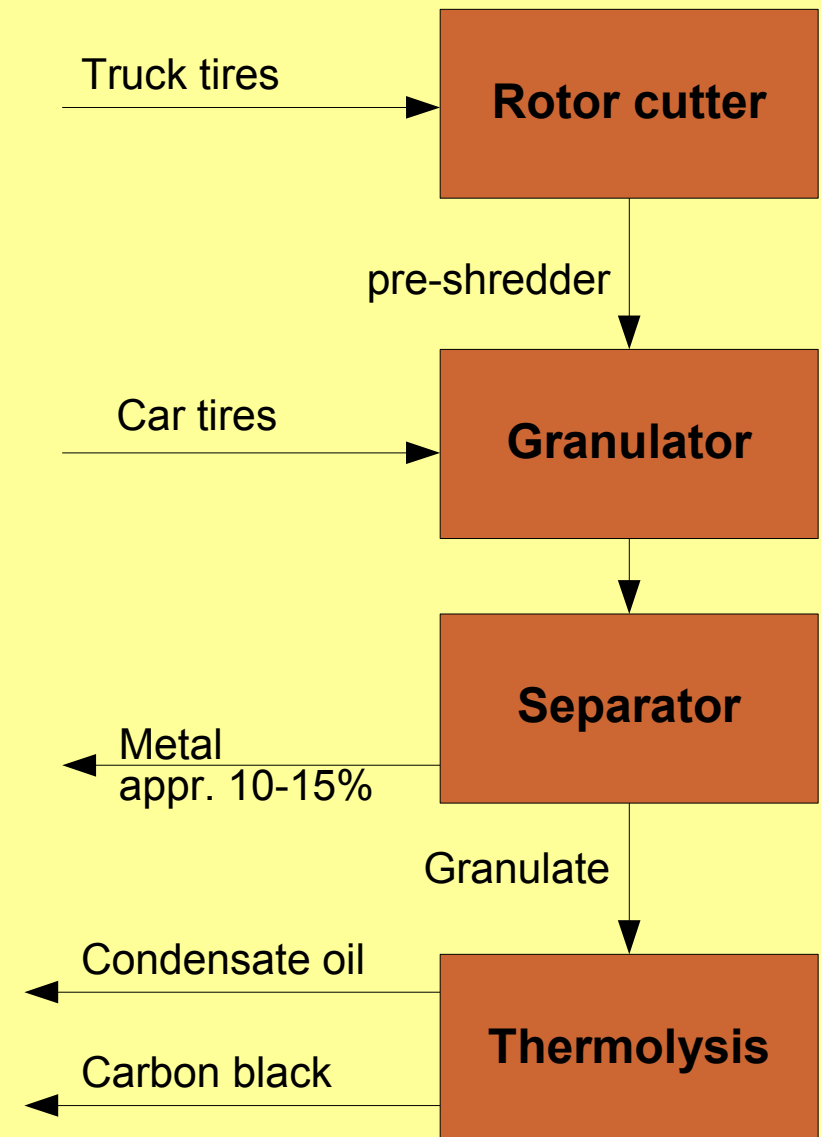 Truck tires
Rotor cutter
pre-shredder
Car tires
Granulator
Separator
Metal
appr. 10-15%
Granulate
Condensate oil
Thermolysis
Carbon black